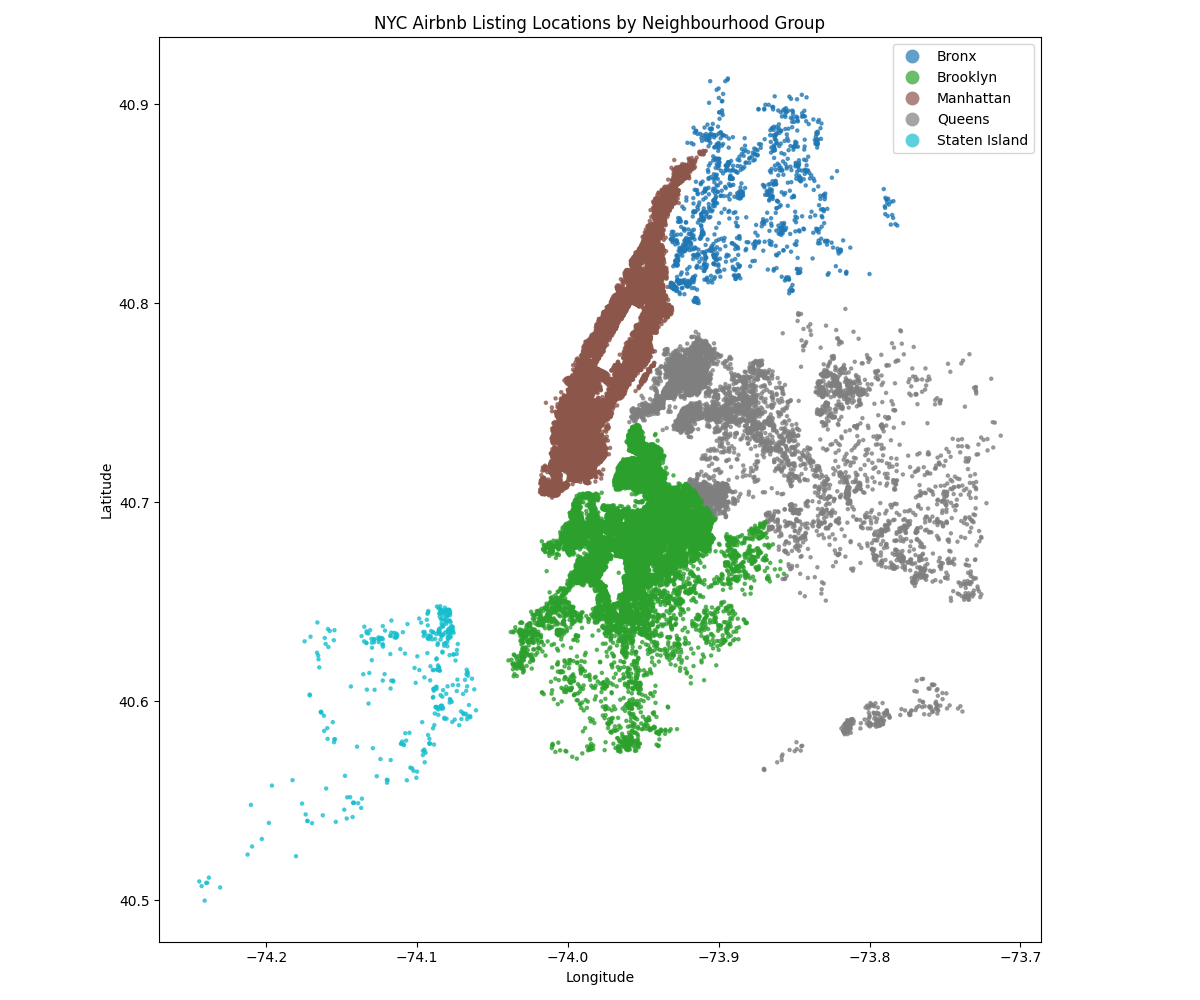 NYC Airbnb Listing Locations by Neighbourhood Group
Bronx
Brooklyn
Manhattan
Queens
Staten Island
40.9
40.8
40.7
40.6
40.5
Latitude
−74.2
−74.1
−74.0
−73.9
−73.8
−73.7
Longitude